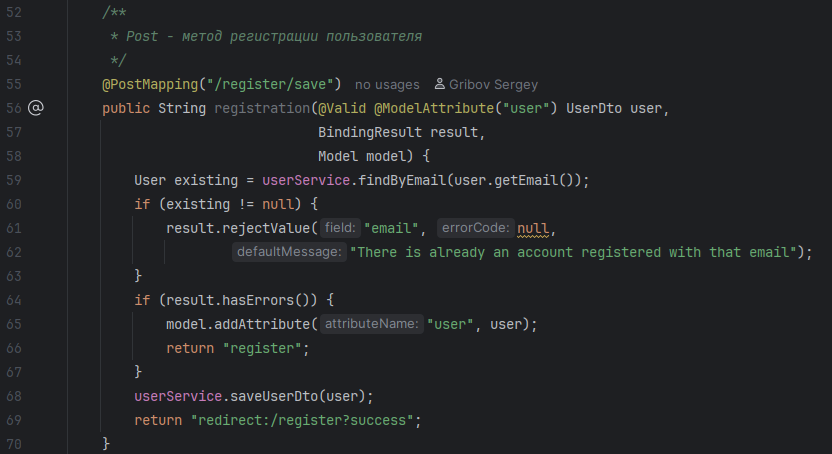 52 /**
53 * Post - метод регистрации пользователя
54 */
55 @PostMapping("/register/save") no usages Gribov Sergey
56 public String registration(@Valid @ModelAttribute("user") UserDto user,
57 BindingResult result,
58 Model model) {
59 User existing = userService.findByEmail(user.getEmail());
60 if (existing != null) {
61 result.rejectValue( field: "email", errorCode: null,
62 defaultMessage: "There is already an account registered with that email");
63 }
64 if (result.hasErrors()) {
65 model.addAttribute( attributeName: "user", user);
66 return "register";
67 }
68 userService.saveUserDto(user);
69 return "redirect:/register?success";
70 }